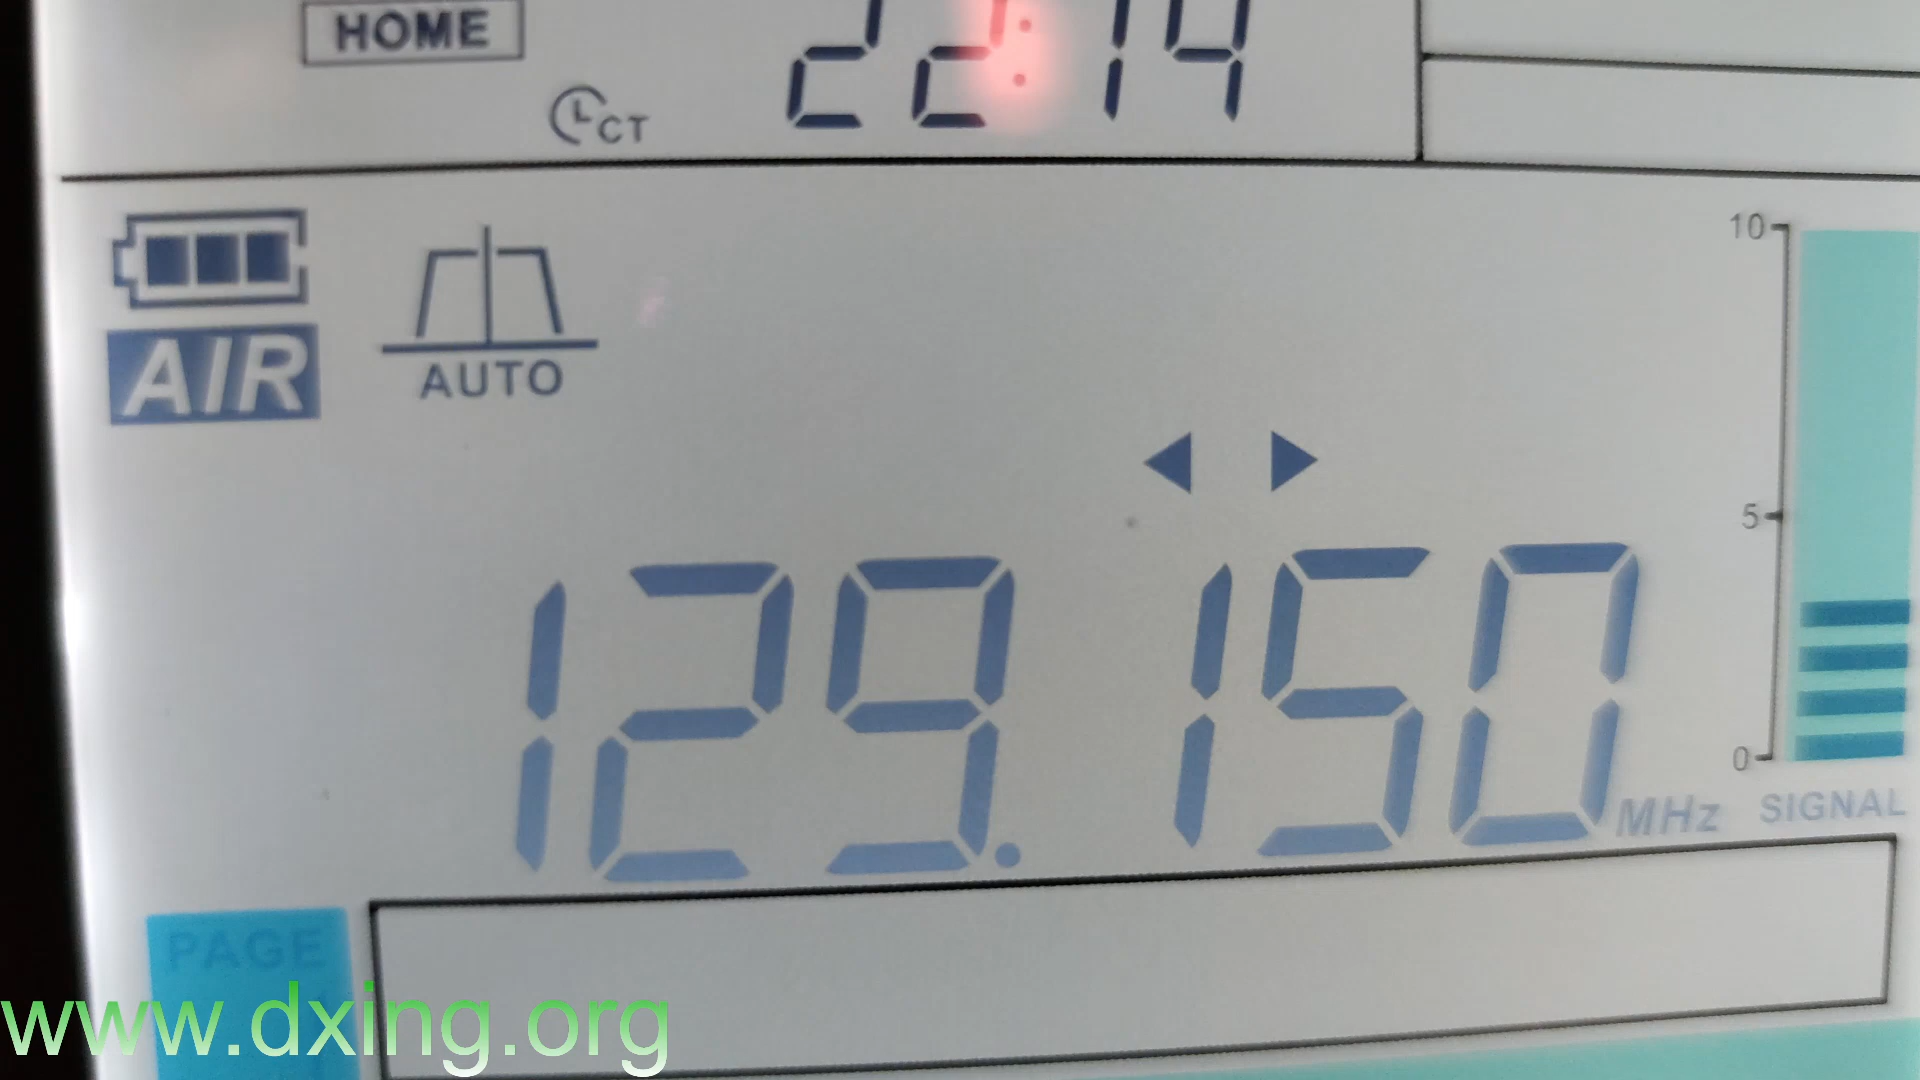 HOME
22:14
CT
10
AIR
AUTO
5
129.150 MHz
0
SIGNAL
PAGE
www.dxing.org